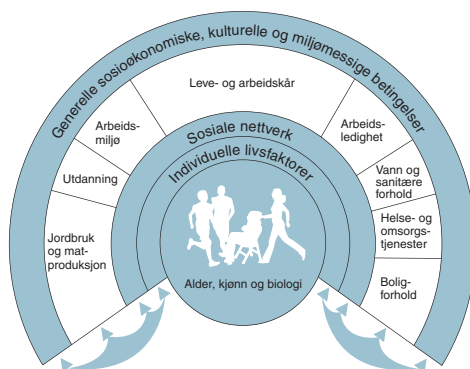 Generelle sosioøkonomiske, kulturelle og miljømessige betingelser
Leve- og arbeidskår
Arbeids-
miljø
Utdanning
Jordbruk
og mat-
produksjon
Arbeids-
ledighet
Vann og
sanitære
forhold
Helse- og
omsorgs-
tjenester
Bolig-
forhold
Sosiale nettverk
Individuelle livsfaktorer
Alder, kjønn og biologi